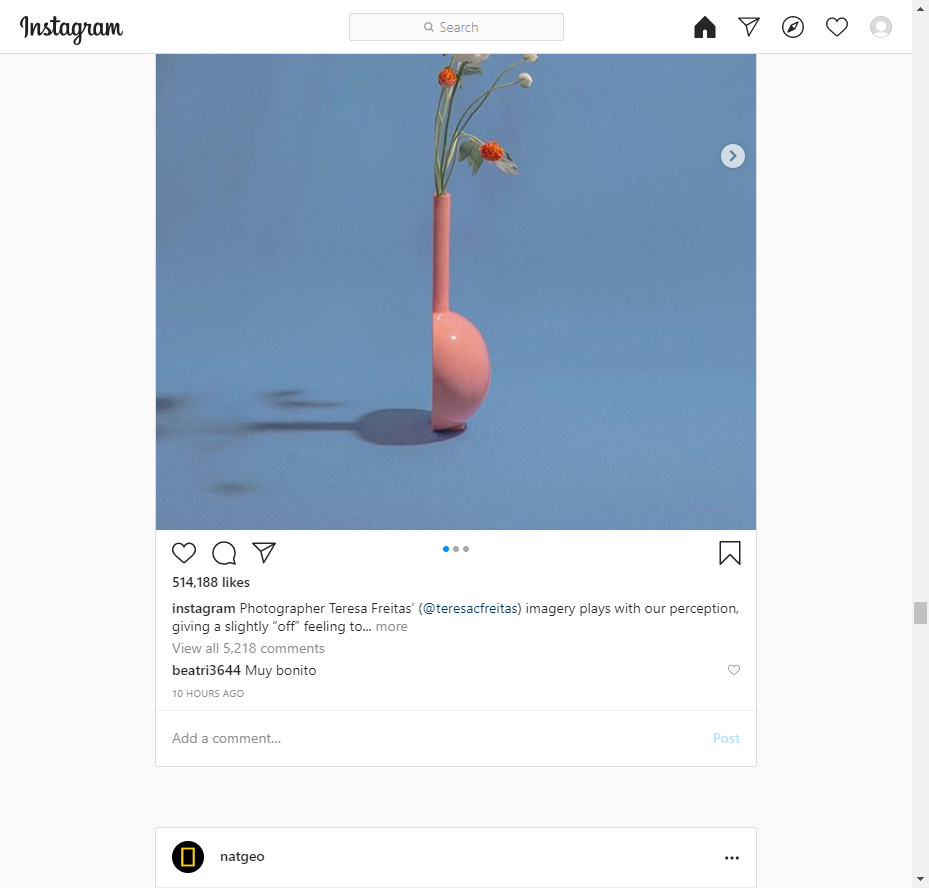 Instagram
Search
514,188 likes
instagram Photographer Teresa Freitas’ (@teresacfreitas) imagery plays with our perception,
giving a slightly “off” feeling to... more
View all 5,218 comments
beatri3644 Muy bonito
10 HOURS AGO
Add a comment...
Post
natgeo